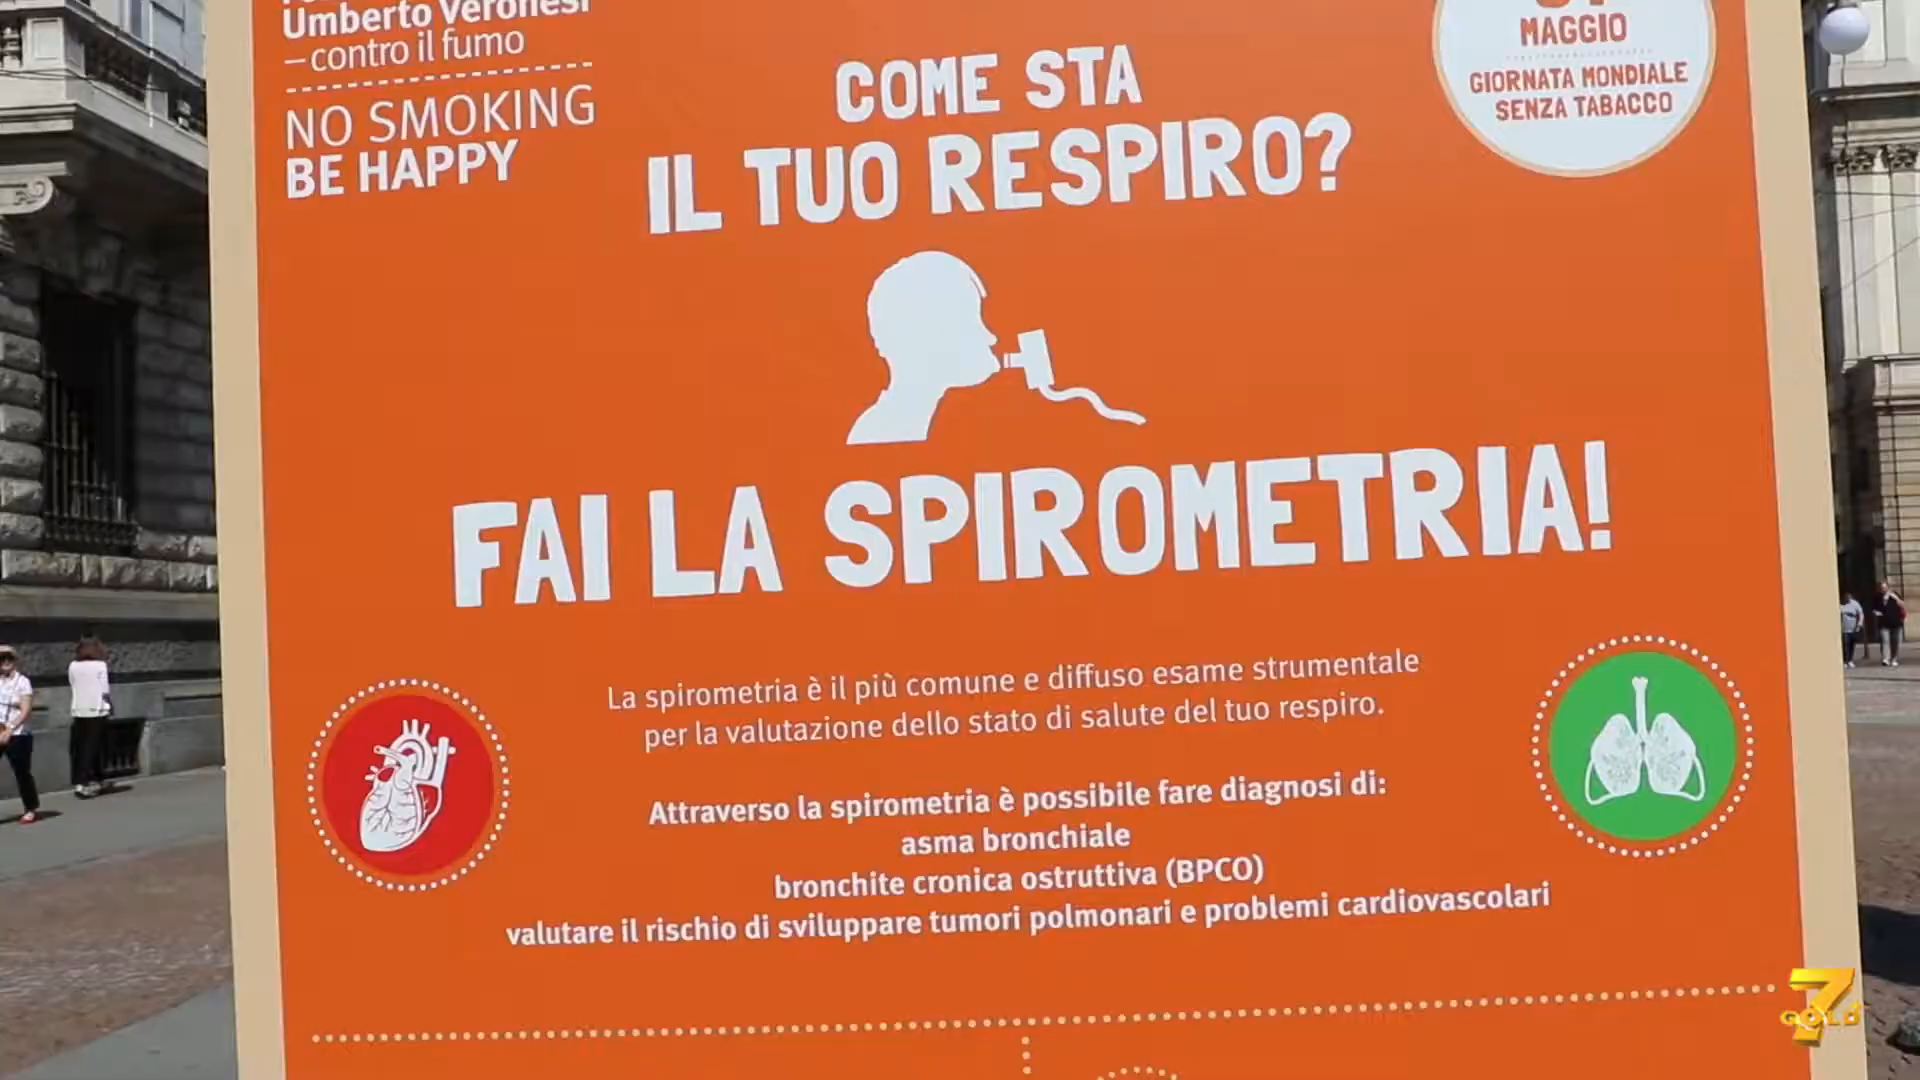 Umberto Veronesi
– contro il fumo
NO SMOKING
BE HAPPY
COME STA
IL TUO RESPIRO?
MAGGIO
GIORNATA MONDIALE
SENZA TABACCO
FAI LA SPIROMETRIA!
La spirometria è il più comune e diffuso esame strumentale
per la valutazione dello stato di salute del tuo respiro.
Attraverso la spirometria è possibile fare diagnosi di:
asma bronchiale
bronchite cronica ostruttiva (BPCO)
valutare il rischio di sviluppare tumori polmonari e problemi cardiovascolari
7
GOLD